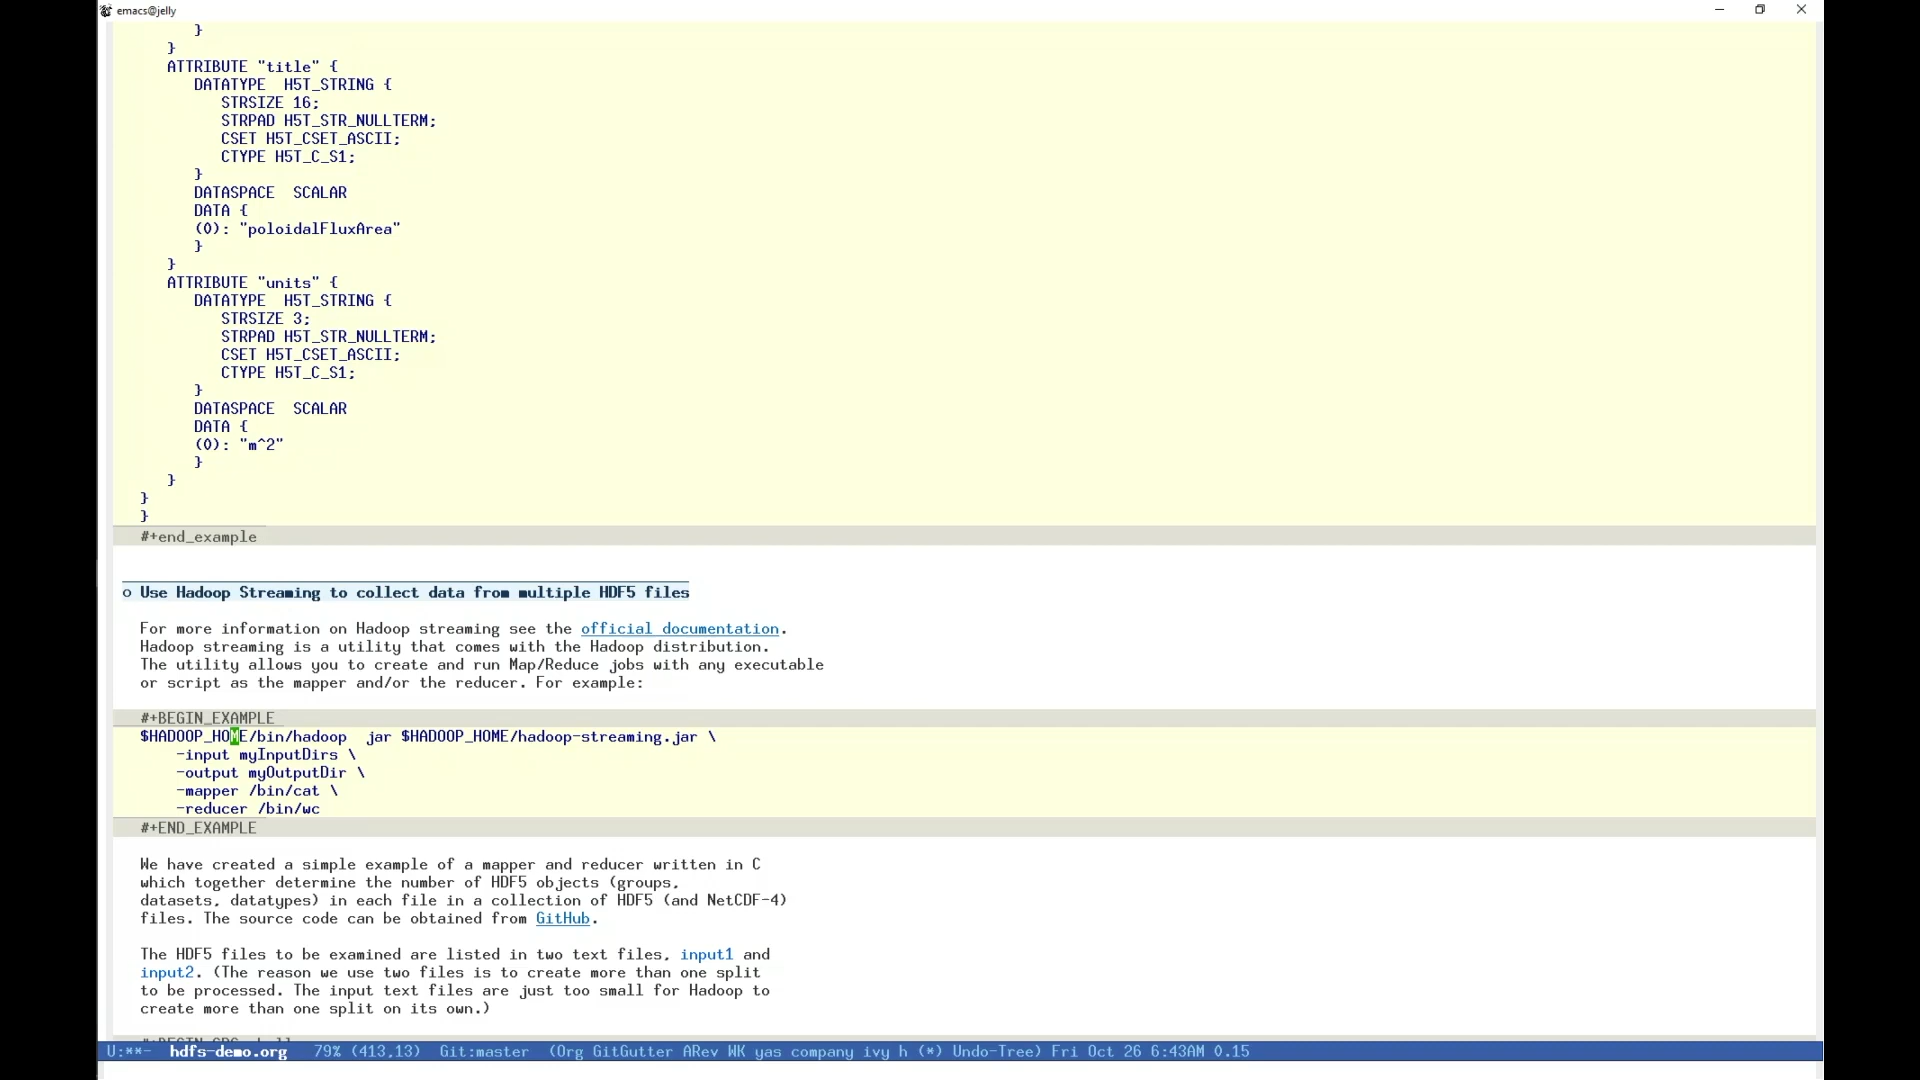 emacs@jelly
}
}
ATTRIBUTE "title" {
DATATYPE  H5T_STRING {
STRSIZE 16;
STRPAD H5T_STR_NULLTERM;
CSET H5T_CSET_ASCII;
CTYPE H5T_C_S1;
}
DATASPACE  SCALAR
DATA {
(0): "poloidalFluxArea"
}
}
ATTRIBUTE "units" {
DATATYPE  H5T_STRING {
STRSIZE 3;
STRPAD H5T_STR_NULLTERM;
CSET H5T_CSET_ASCII;
CTYPE H5T_C_S1;
}
DATASPACE  SCALAR
DATA {
(0): "m^2"
}
}
}
}
#+end_example
o Use Hadoop Streaming to collect data from multiple HDF5 files
For more information on Hadoop streaming see the official documentation.
Hadoop streaming is a utility that comes with the Hadoop distribution.
The utility allows you to create and run Map/Reduce jobs with any executable
or script as the mapper and/or the reducer. For example:
#+BEGIN_EXAMPLE
$HADOOP_HOME/bin/hadoop  jar $HADOOP_HOME/hadoop-streaming.jar \
-input myInputDirs \
-output myOutputDir \
-mapper /bin/cat \
-reducer /bin/wc
#+END_EXAMPLE
We have created a simple example of a mapper and reducer written in C
which together determine the number of HDF5 objects (groups,
datasets, datatypes) in each file in a collection of HDF5 (and NetCDF-4)
files. The source code can be obtained from GitHub.
The HDF5 files to be examined are listed in two text files, input1 and
input2. (The reason we use two files is to create more than one split
to be processed. The input text files are just too small for Hadoop to
create more than one split on its own.)
U:**-  hdfs-demo.org   79% (413,13)  Git:master  (Org GitGutter ARev WK yas company ivy h (*) Undo-Tree) Fri Oct 26 6:43AM 0.15